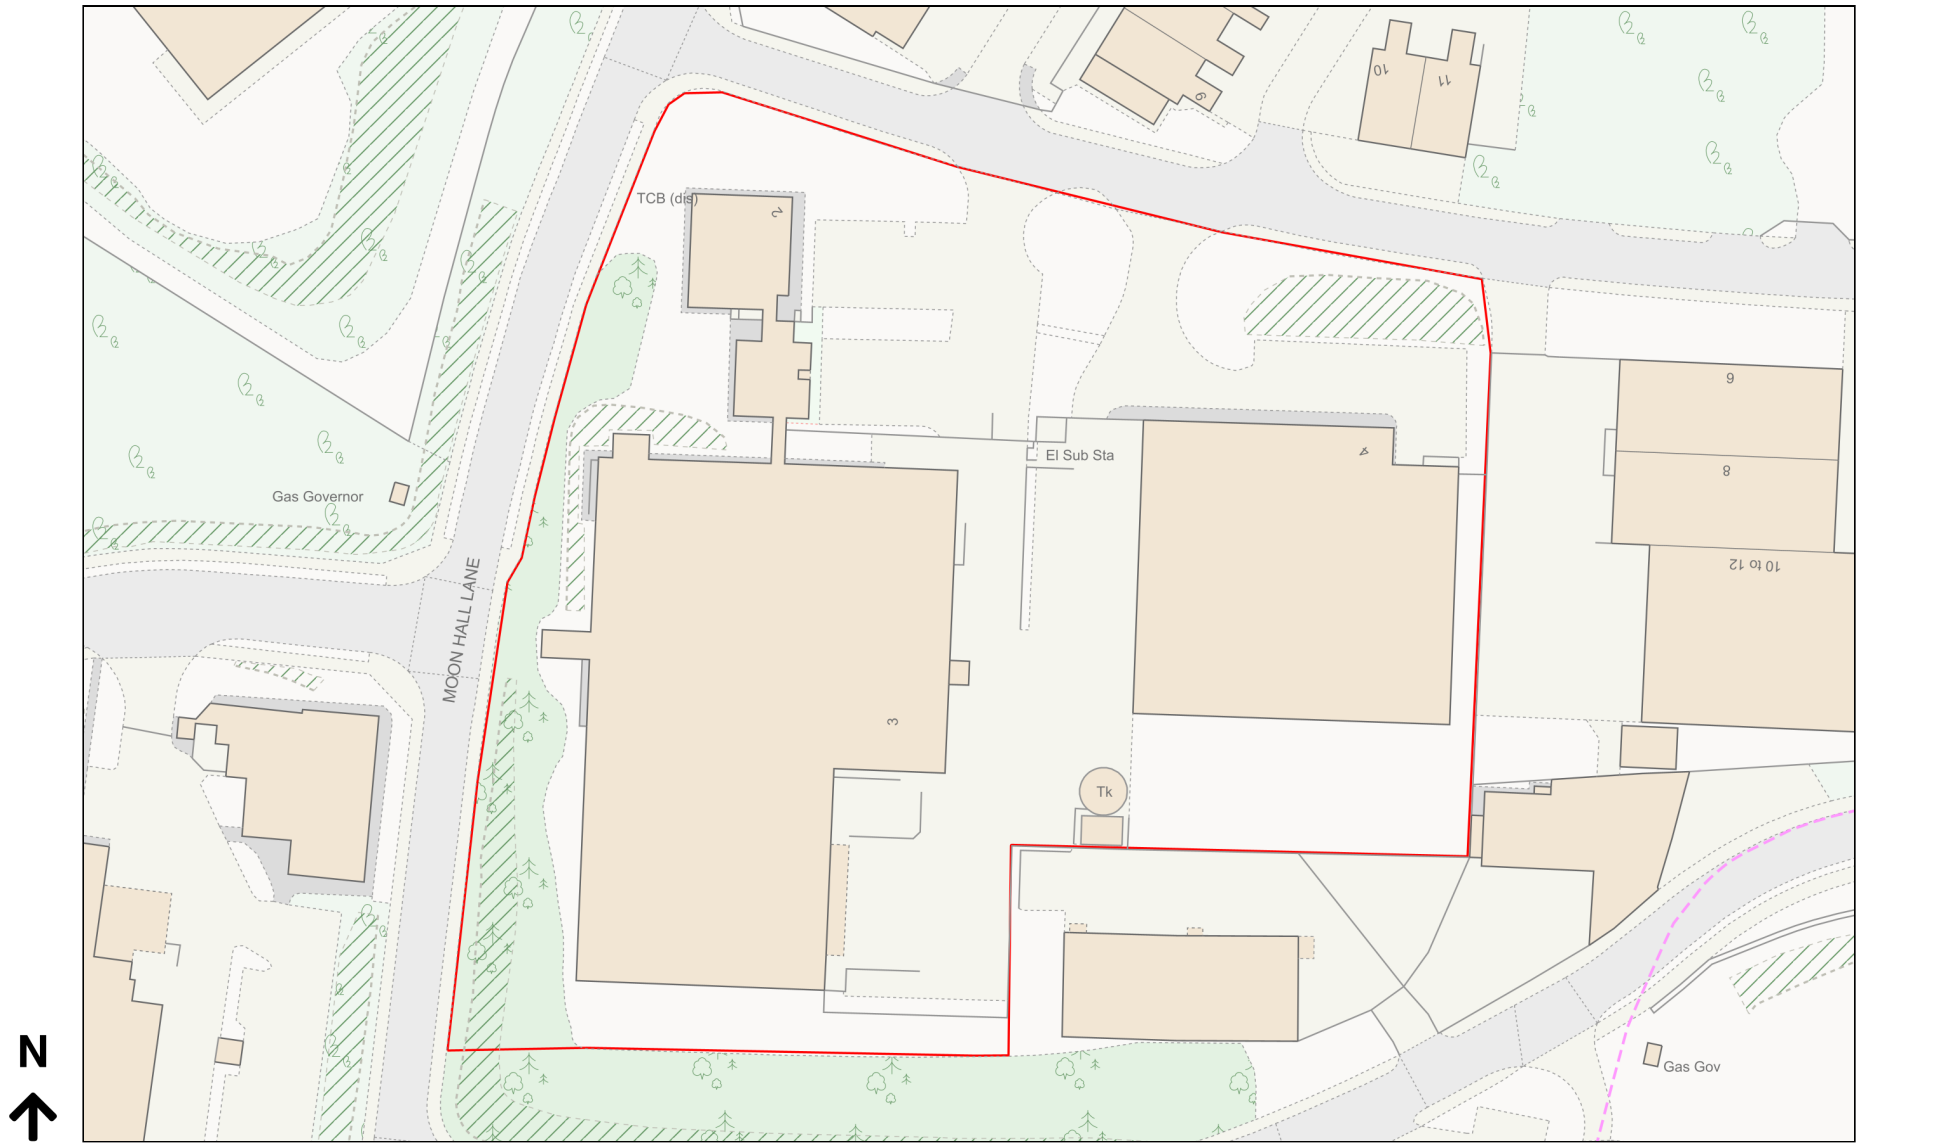 10
11
9
TCB (dis)
2
6
El Sub Sta
4
8
Gas Governor
10 to 12
MOON HALL LANE
3
Tk
N
Gas Gov